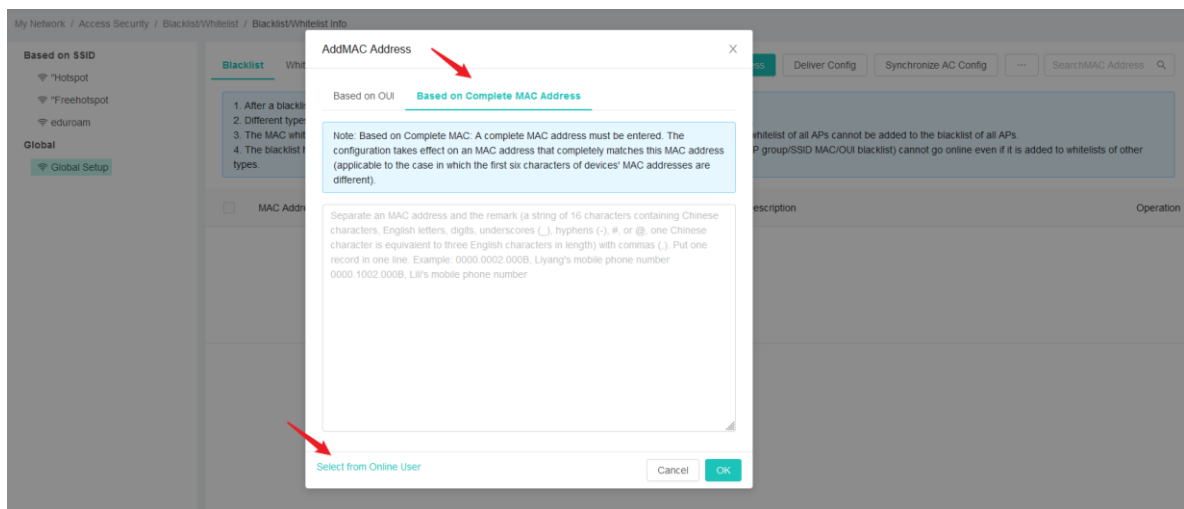 My Network / Access Security / Blacklist/Whitelist / Blacklist/Whitelist Info
Based on SSID
"Hotspot
"Freehotspot
eduroam
Global
Global Setup
Blacklist Whit
ss Deliver Config Synchronize AC Config ··· SearchMAC Address
1. After a blackli
2. Different type
3. The MAC whit
4. The blacklist h
types.
whitelist of all APs cannot be added to the blacklist of all APs.
P group/SSID MAC/OUI blacklist) cannot go online even if it is added to whitelists of other
MAC Addr
escription Operation
AddMAC Address
Based on OUI Based on Complete MAC Address
Note: Based on Complete MAC: A complete MAC address must be entered. The
configuration takes effect on an MAC address that completely matches this MAC address
(applicable to the case in which the first six characters of devices' MAC addresses are
different).
Separate an MAC address and the remark (a string of 16 characters containing Chinese
characters, English letters, digits, underscores (_), hyphens (-), #, or @, one Chinese
character is equivalent to three English characters in length) with commas (,). Put one
record in one line. Example: 0000.0002.000B, Liyang's mobile phone number
0000.1002.000B, Lili's mobile phone number
Select from Online User
Cancel OK